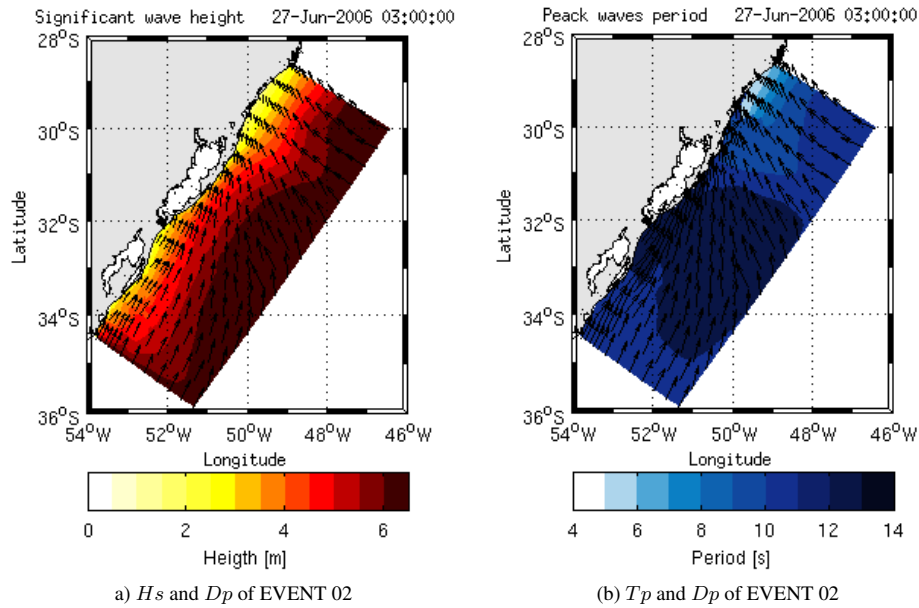 Significant wave height 27-Jun-2006 03:00:00
28°S
30°S
32°S
34°S
36°S
Latitude
54°W 52°W 50°W 48°W 46°W
Longitude
0 2 4 6
Heigth [m]
a) Hs and Dp of EVENT 02
Peack waves period 27-Jun-2006 03:00:00
28°S
30°S
32°S
34°S
36°S
Latitude
54°W 52°W 50°W 48°W 46°W
Longitude
4 6 8 10 12 14
Period [s]
(b) Tp and Dp of EVENT 02